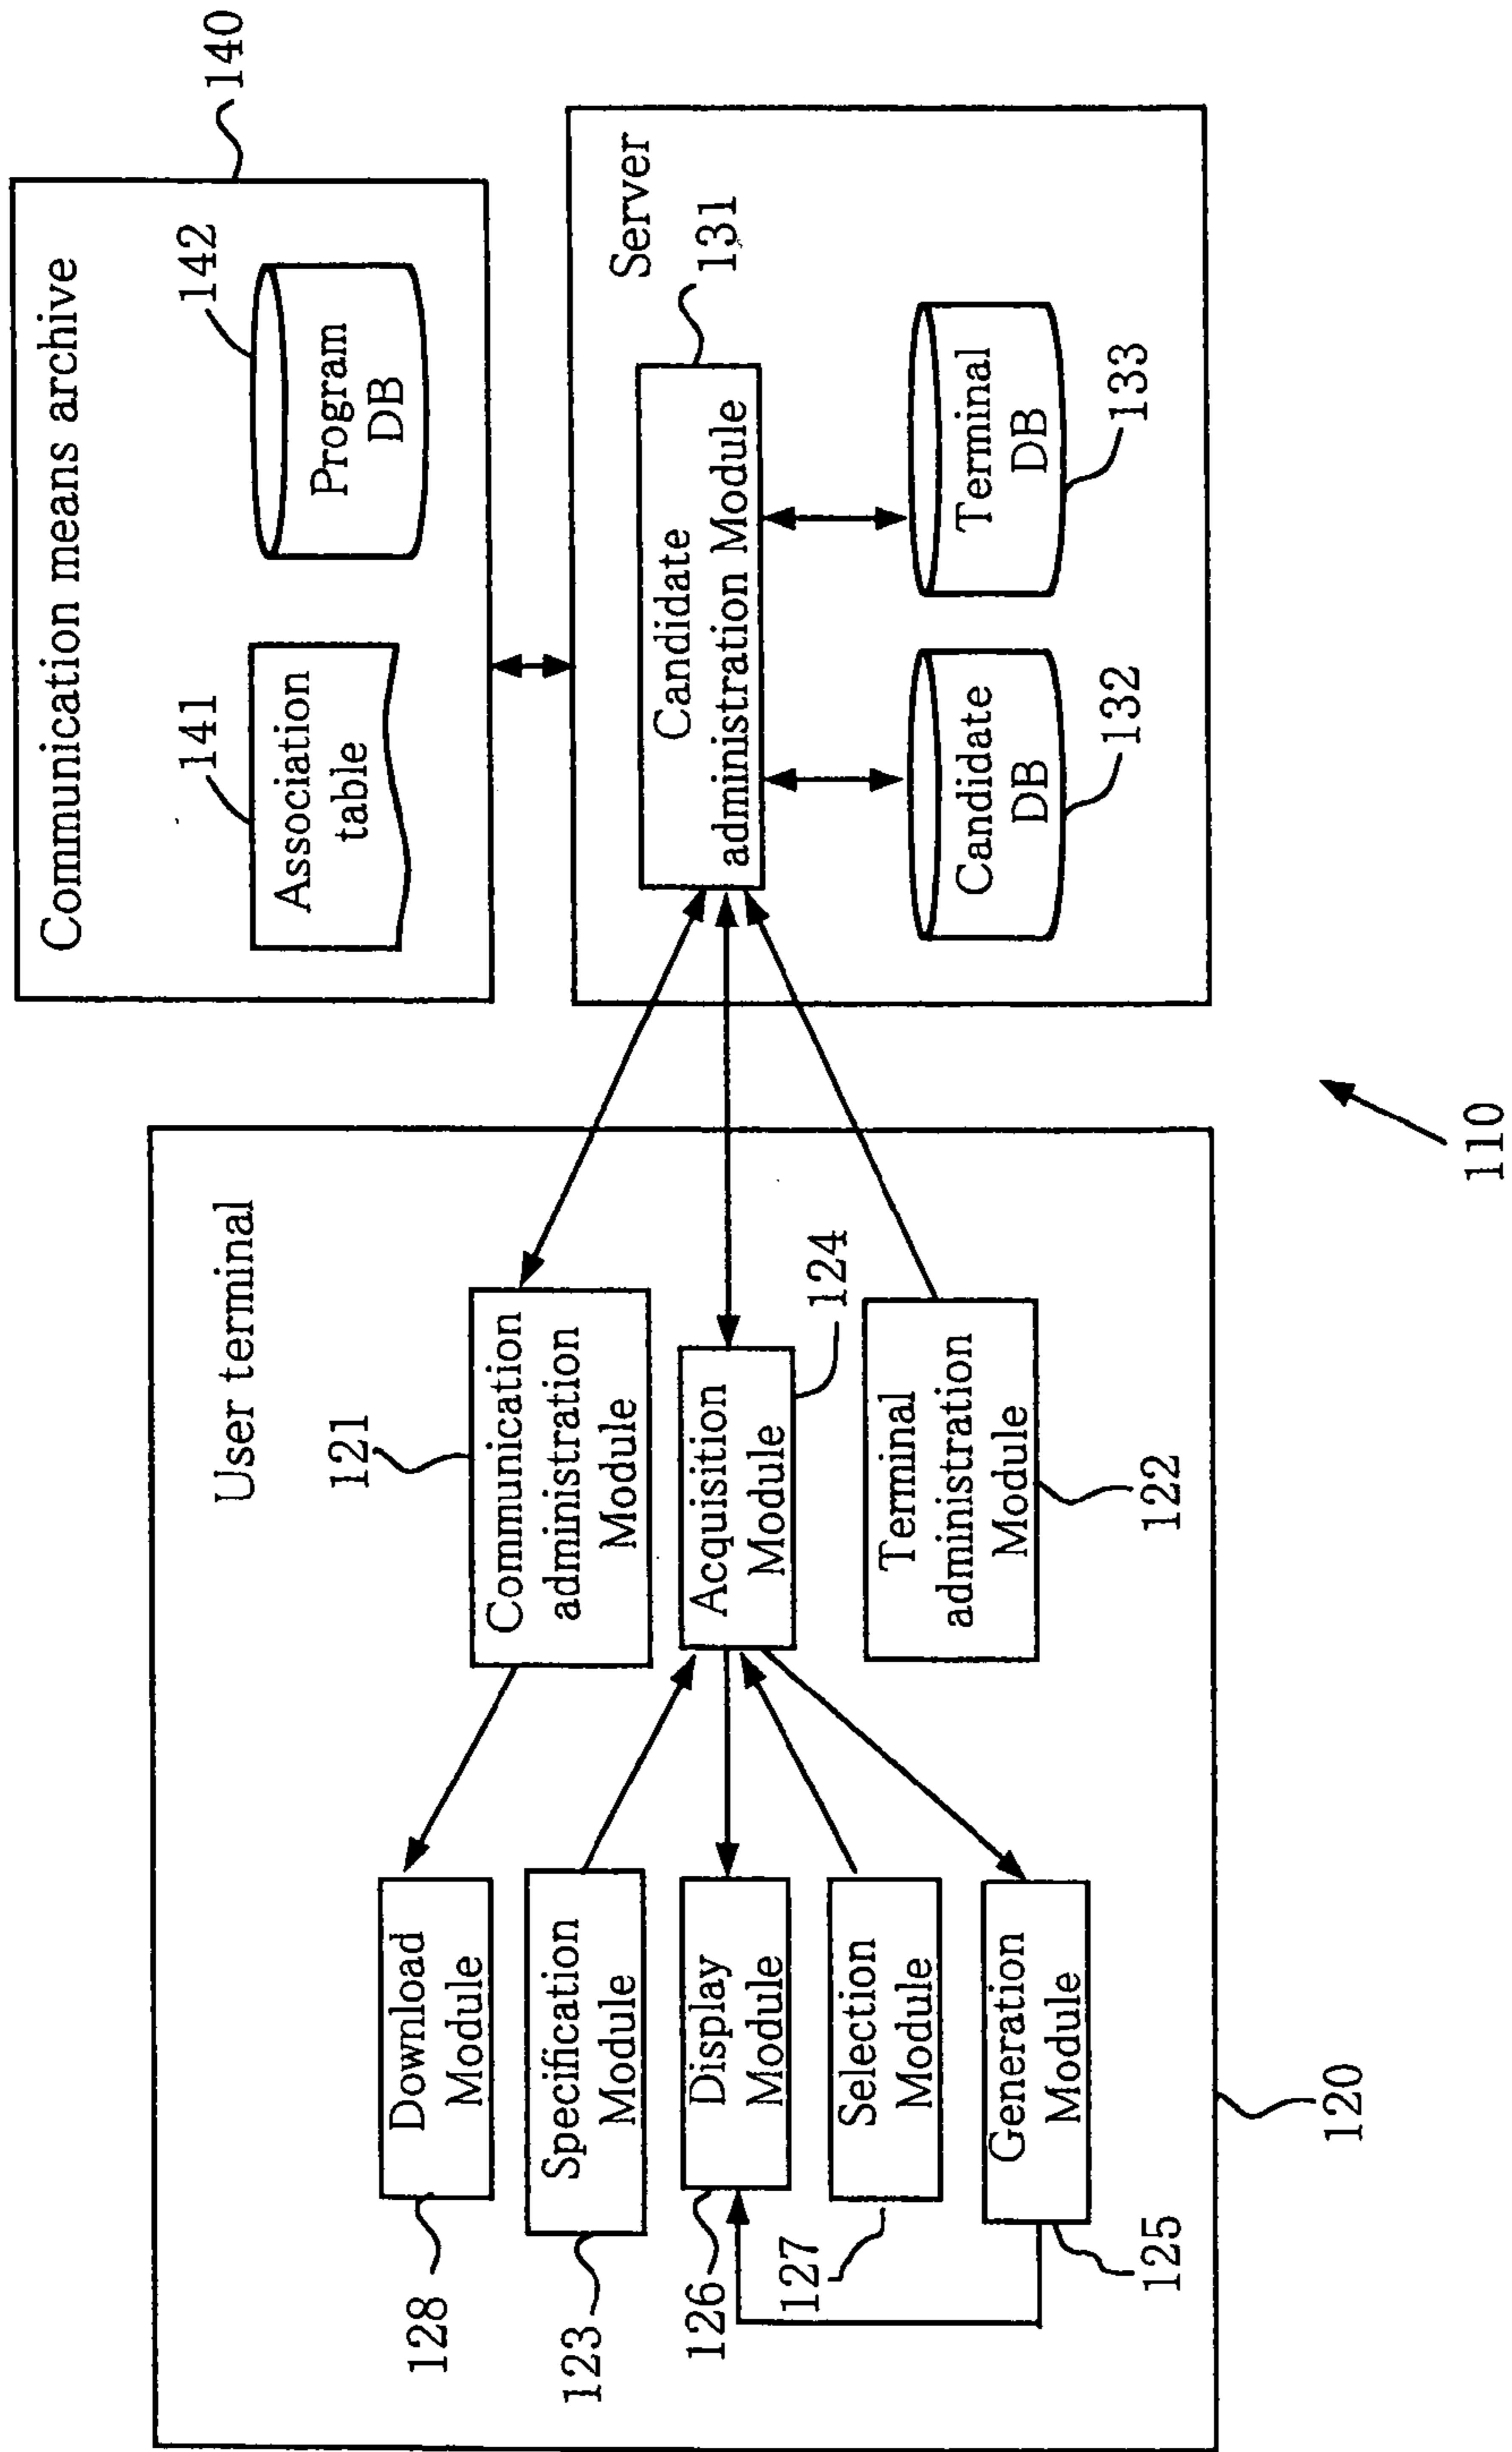 User terminal
128
Download
Module
123
Specification
Module
126
Display
Module
127
Selection
Module
125
Generation
Module
121
Communication
administration
Module
Acquisition
Module
124
Terminal
administration
Module
122
120
Communication means archive
140
141
Association
table
142
Program
DB
Server
131
Candidate
administration Module
Candidate
DB
132
Terminal
DB
133
110